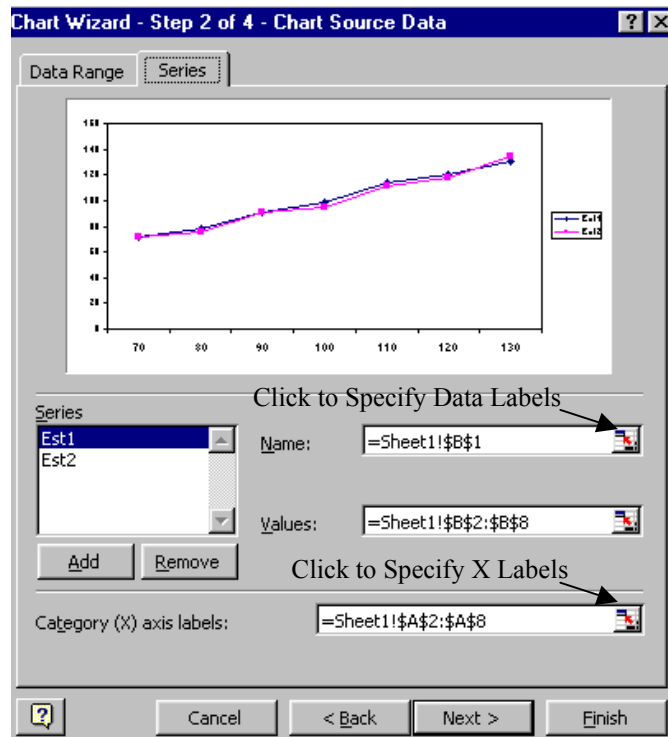 Chart Wizard - Step 2 of 4 - Chart Source Data ? X
Data Range Series
160
140
120
100
80
60
40
20
0
70 80 90 100 110 120 130
Est1
Est2
Click to Specify Data Labels
Series
Est1
Est2
Name: =Sheet1!$B$1
Values: =Sheet1!$B$2:$B$8
Add Remove
Click to Specify X Labels
Category (X) axis labels: =Sheet1!$A$2:$A$8
? Cancel < Back Next > Finish